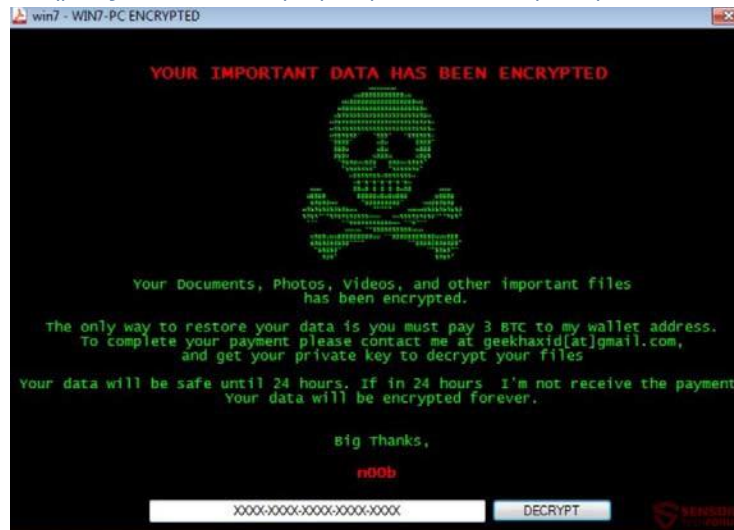 win7 - WIN7-PC ENCRYPTED
YOUR IMPORTANT DATA HAS BEEN ENCRYPTED
Your Documents, Photos, Videos, and other important files
has been encrypted.
The only way to restore your data is you must pay 3 BTC to my wallet address.
To complete your payment please contact me at geekhaxid[at]gmail.com,
and get your private key to decrypt your files
Your data will be safe until 24 hours. If in 24 hours I'm not receive the payment
Your data will be encrypted forever.
Big Thanks,
n00b
XXXX-XXXX-XXXX-XXXX-XXXX
DECRYPT